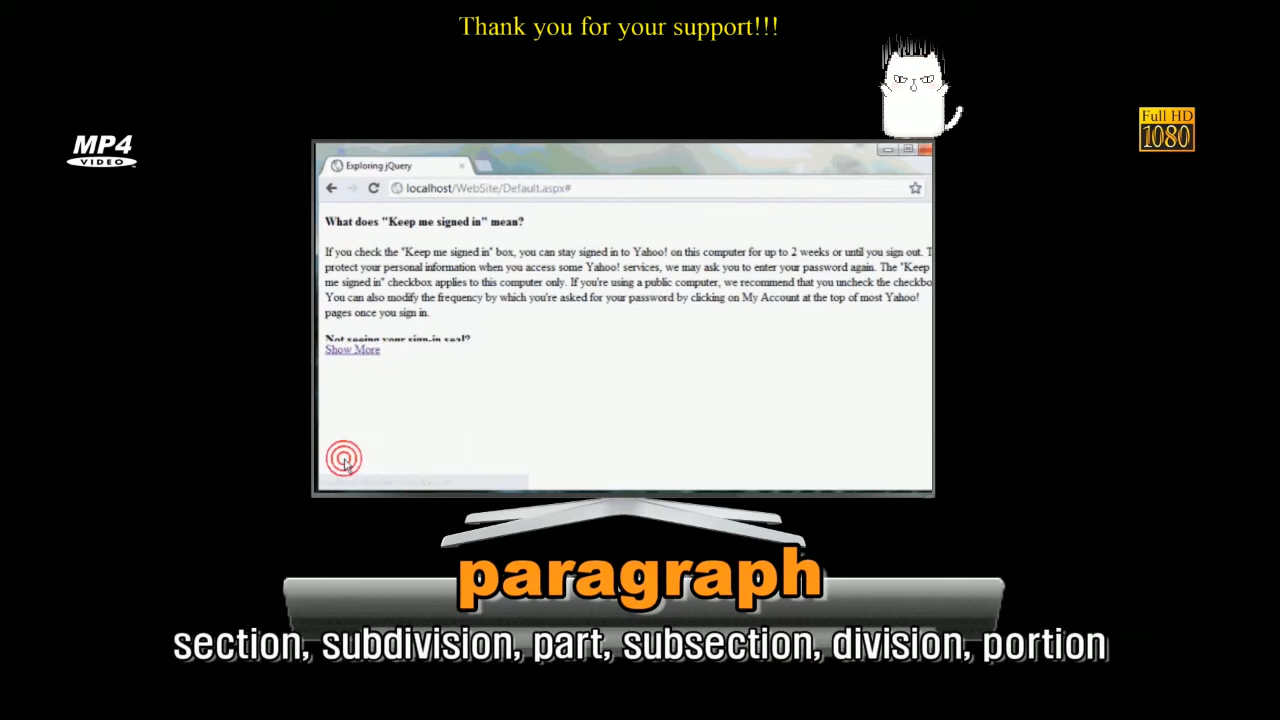 Thank you for your support!!!
MP4
VIDEO
Full HD
1080
Exploring jQuery
localhost/WebSite/Default.aspx#
What does "Keep me signed in" mean?
If you check the "Keep me signed in" box, you can stay signed in to Yahoo! on this computer for up to 2 weeks or until you sign out. T
protect your personal information when you access some Yahoo! services, we may ask you to enter your password again. The "Keep
me signed in" checkbox applies to this computer only. If you're using a public computer, we recommend that you uncheck the checkbo
You can also modify the frequency by which you're asked for your password by clicking on My Account at the top of most Yahoo!
pages once you sign in.
Not seeing your sign-in seal?
Show More
paragraph
section, subdivision, part, subsection, division, portion